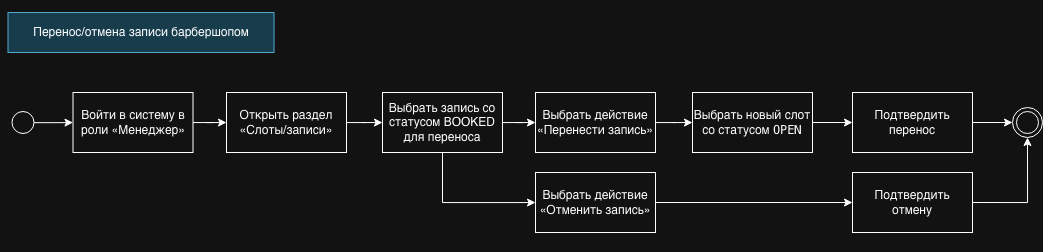 Перенос/отмена записи барбершопом
Войти в систему в
роли «Менеджер»
Открыть раздел
«Слоты/записи»
Выбрать запись со
статусом BOOKED
для переноса
Выбрать действие
«Перенести запись»
Выбрать новый слот
со статусом OPEN
Подтвердить
перенос
Выбрать действие
«Отменить запись»
Подтвердить
отмену